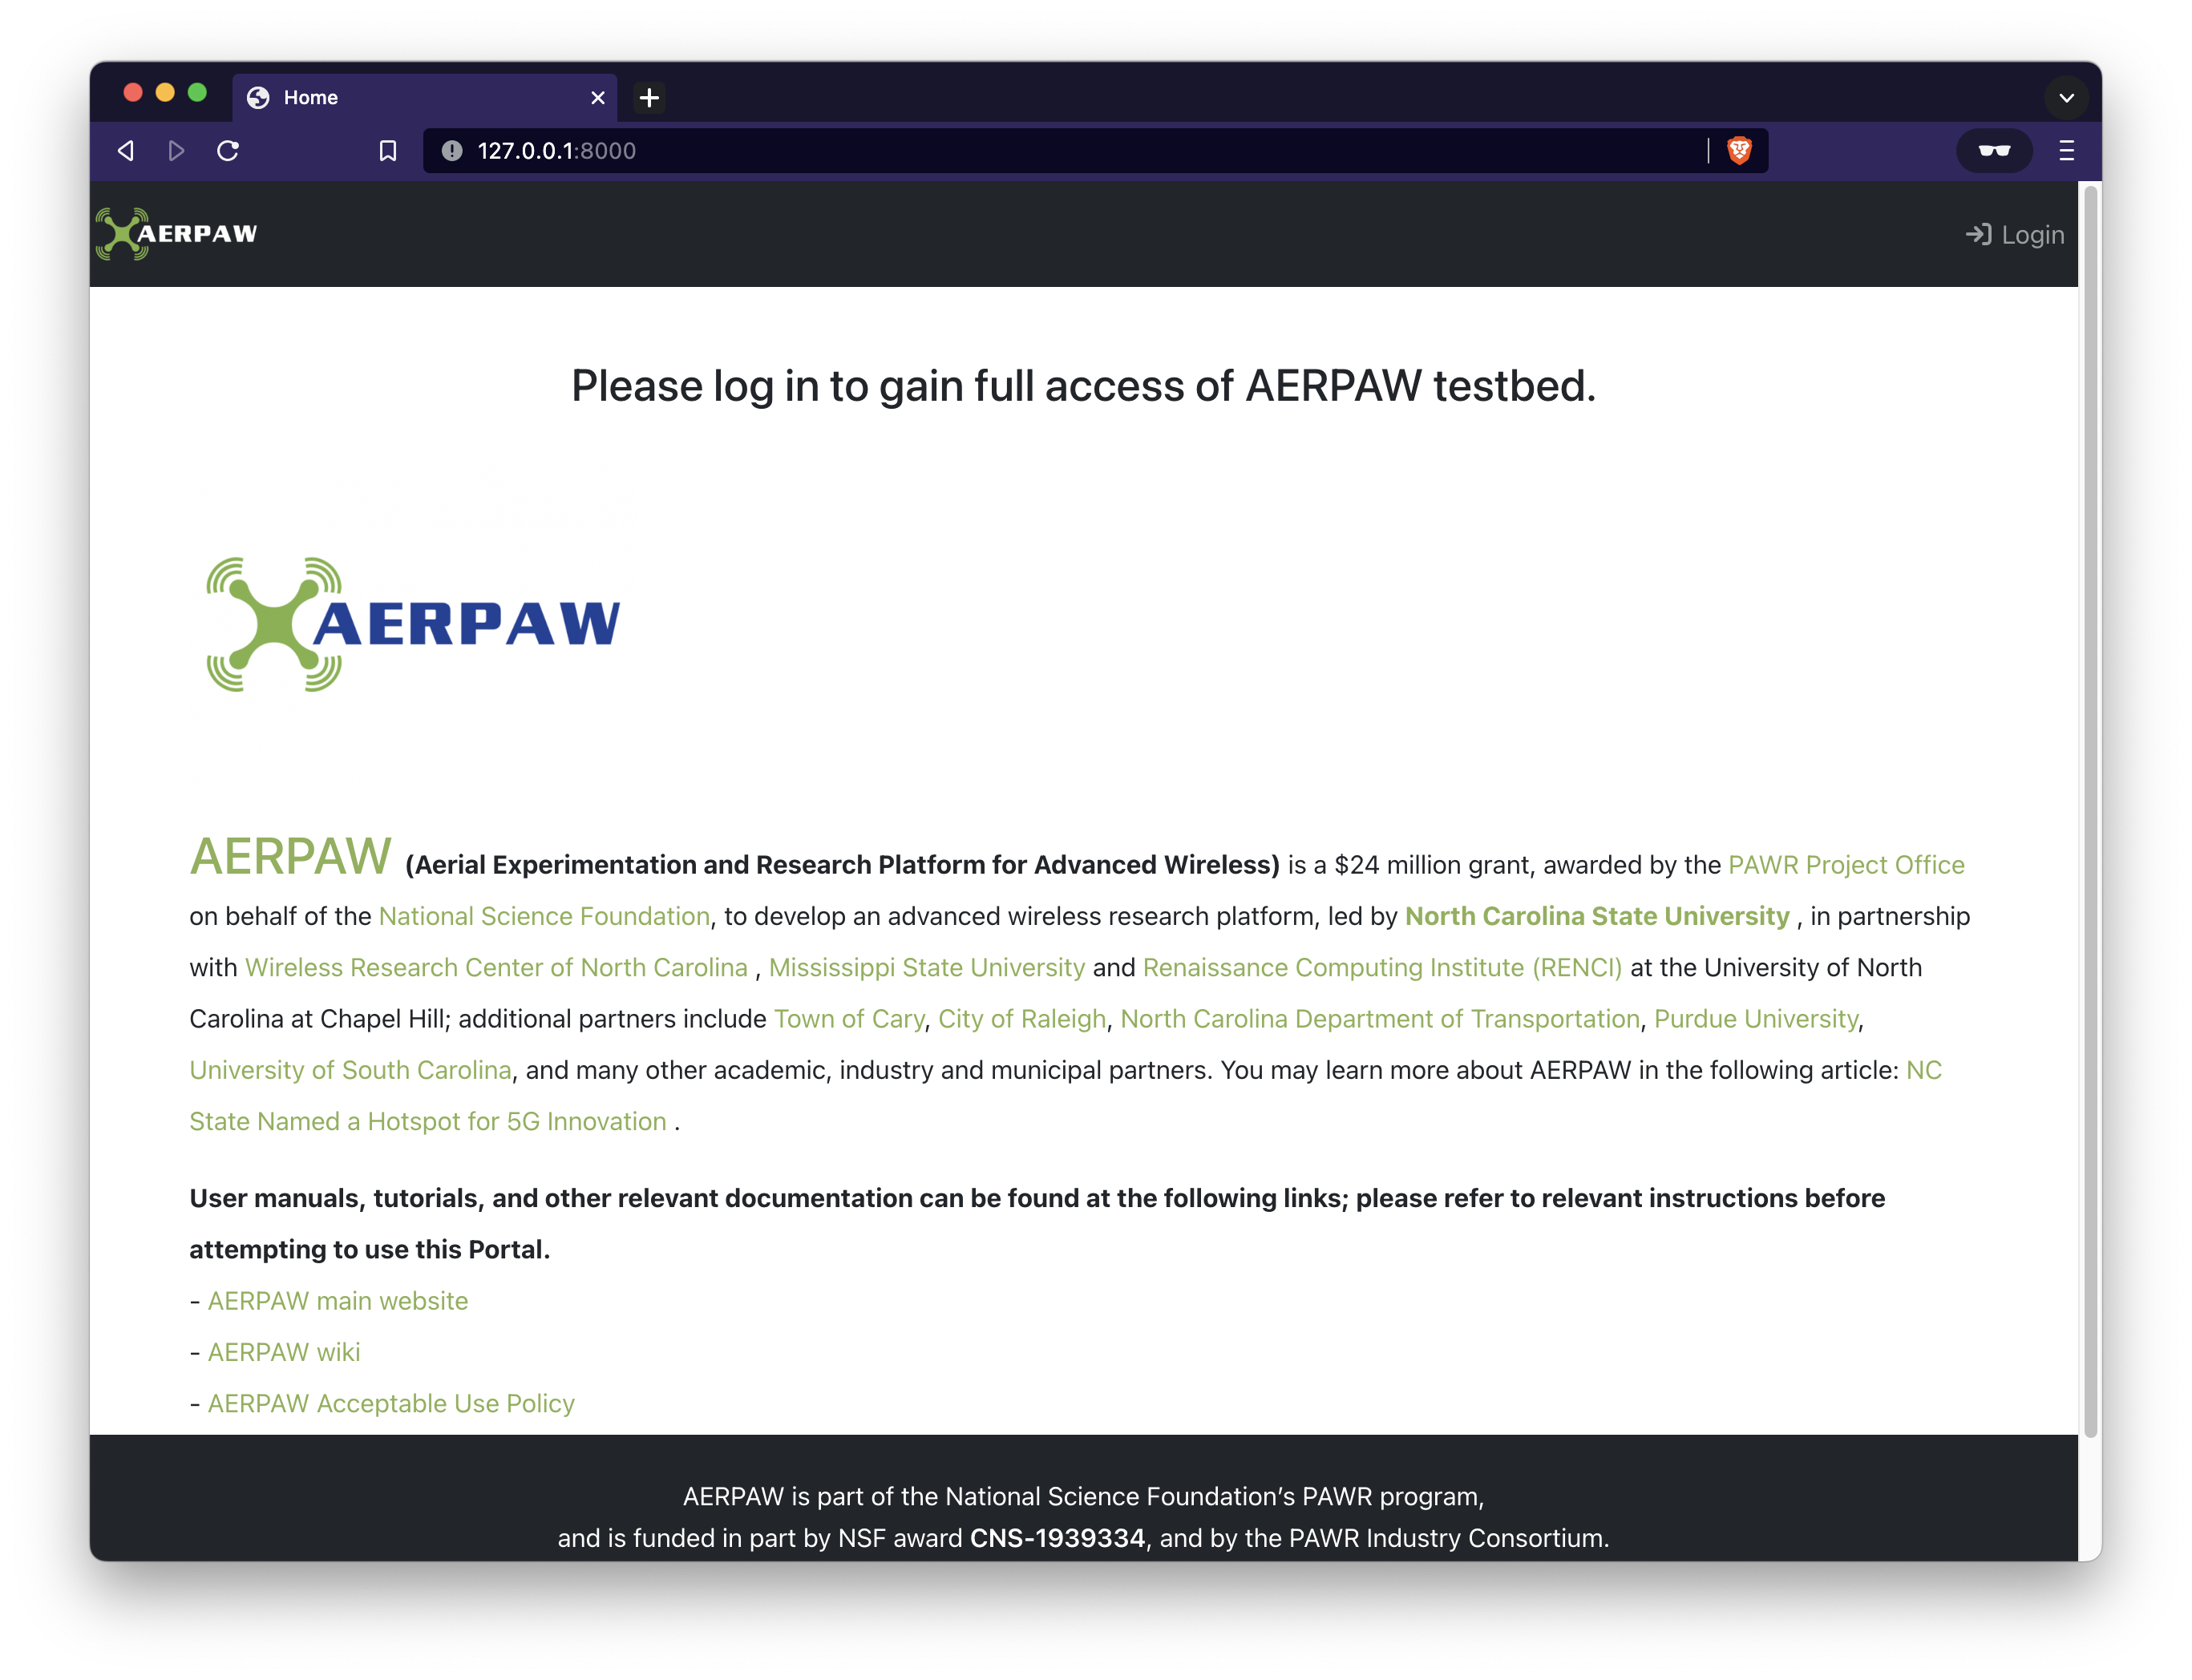 Home
127.0.0.1:8000
AERPAW
Login
Please log in to gain full access of AERPAW testbed.
AERPAW
AERPAW (Aerial Experimentation and Research Platform for Advanced Wireless) is a $24 million grant, awarded by the PAWR Project Office
on behalf of the National Science Foundation, to develop an advanced wireless research platform, led by North Carolina State University , in partnership
with Wireless Research Center of North Carolina , Mississippi State University and Renaissance Computing Institute (RENCI) at the University of North
Carolina at Chapel Hill; additional partners include Town of Cary, City of Raleigh, North Carolina Department of Transportation, Purdue University,
University of South Carolina, and many other academic, industry and municipal partners. You may learn more about AERPAW in the following article: NC
State Named a Hotspot for 5G Innovation .
User manuals, tutorials, and other relevant documentation can be found at the following links; please refer to relevant instructions before
attempting to use this Portal.
- AERPAW main website
- AERPAW wiki
- AERPAW Acceptable Use Policy
AERPAW is part of the National Science Foundation’s PAWR program,
and is funded in part by NSF award CNS-1939334, and by the PAWR Industry Consortium.